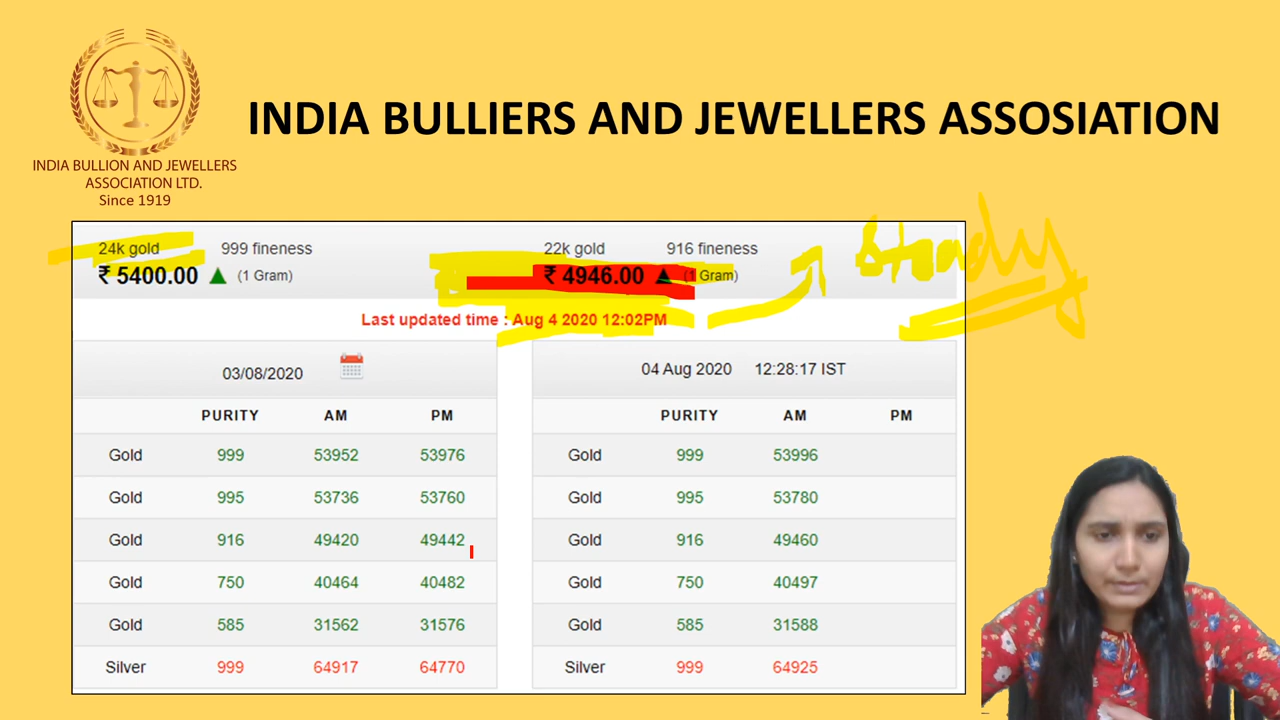 INDIA BULLIERS AND JEWELLERS ASSOSIATION
INDIA BULLION AND JEWELLERS
ASSOCIATION LTD.
Since 1919
24k gold 999 fineness 22k gold 916 fineness
₹ 5400.00 ▲ (1 Gram) ₹ 4946.00 ▲ (1 Gram)
Steady
Last updated time : Aug 4 2020 12:02PM
03/08/2020 04 Aug 2020 12:28:17 IST
PURITY AM PM PURITY AM PM
Gold 999 53952 53976 Gold 999 53996
Gold 995 53736 53760 Gold 995 53780
Gold 916 49420 49442 Gold 916 49460
Gold 750 40464 40482 Gold 750 40497
Gold 585 31562 31576 Gold 585 31588
Silver 999 64917 64770 Silver 999 64925